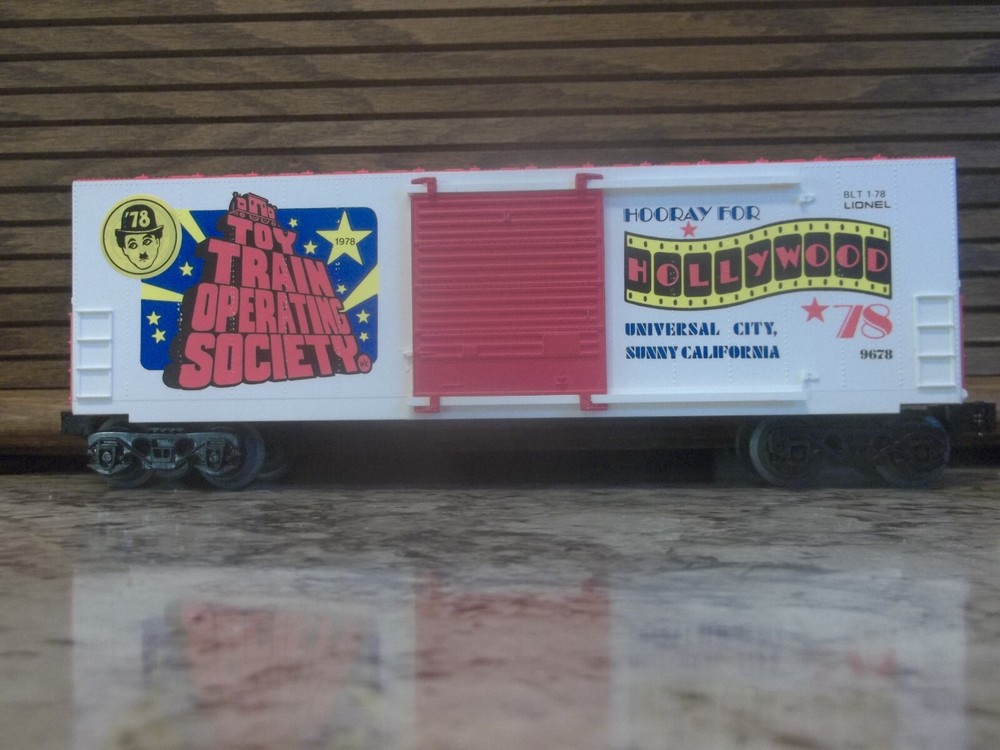 '78
TOY
TRAIN
OPERATING
SOCIETY
1978
HOORAY FOR
HOLLYWOOD
'78
UNIVERSAL CITY,
SUNNY CALIFORNIA
9678
BLT 1-78
LIONEL